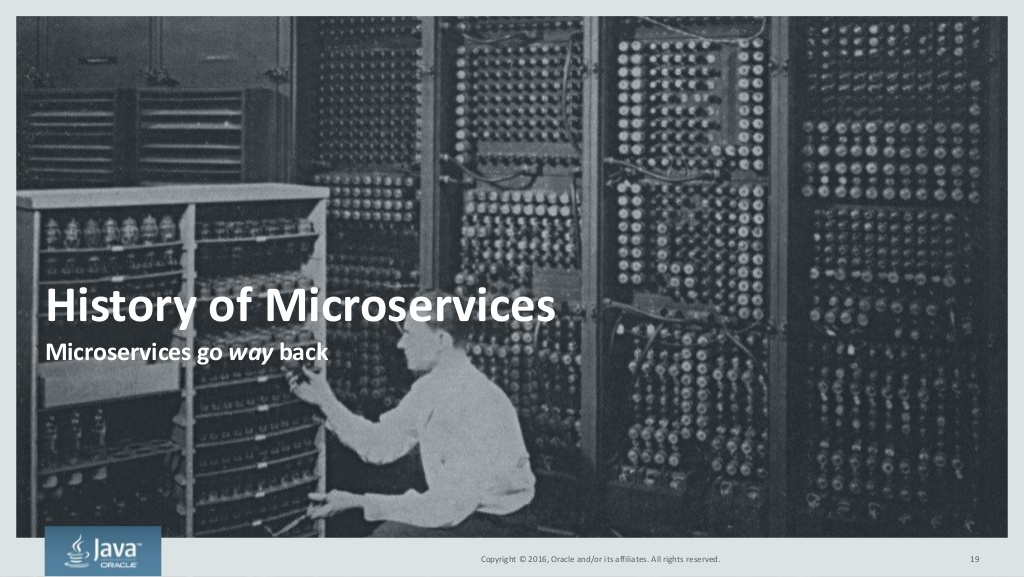 History of Microservices
Microservices go way back
Java™
ORACLE
Copyright © 2016, Oracle and/or its affiliates. All rights reserved.
19